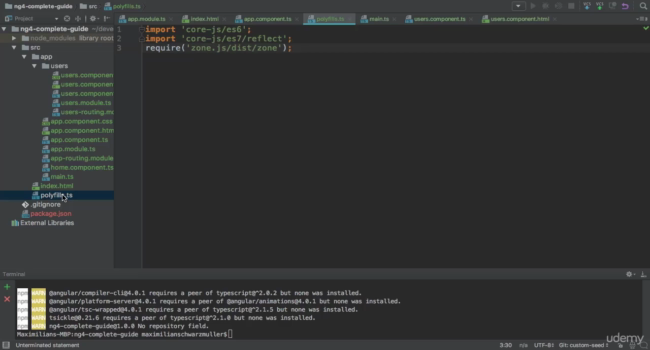 ng4-complete-guide
src
polyfills.ts
Project
app.module.ts
index.html
app.component.ts
polyfills.ts
main.ts
users.component.ts
users.component.html
ng4-complete-guide ~/deve
node_modules library root
src
app
users
users.component
users.component
users.component
users.module.ts
users-routing.mo
app.component.css
app.component.htm
app.component.ts
app.module.ts
app-routing.module
home.component.ts
main.ts
index.html
polyfills.ts
.gitignore
package.json
External Libraries
1 import 'core-js/es6';
2 import 'core-js/es7/reflect';
3 require('zone.js/dist/zone');
Terminal
npm WARN @angular/compiler-cli@4.0.1 requires a peer of typescript@^2.0.2 but none was installed.
npm WARN @angular/platform-server@4.0.1 requires a peer of @angular/animations@4.0.1 but none was installed.
npm WARN @angular/tsc-wrapped@4.0.1 requires a peer of typescript@^2.1.5 but none was installed.
npm WARN tsickle@0.21.6 requires a peer of typescript@^2.1.0 but none was installed.
npm WARN ng4-complete-guide@1.0.0 No repository field.
Maximilians-MBP:ng4-complete-guide maximilianschwarzmuller$
udemy
Unterminated statement
3:30 n/a UTF-8 Git: custom-seed